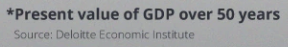 *Present value of GDP over 50 years
Source: Deloitte Economic Institute